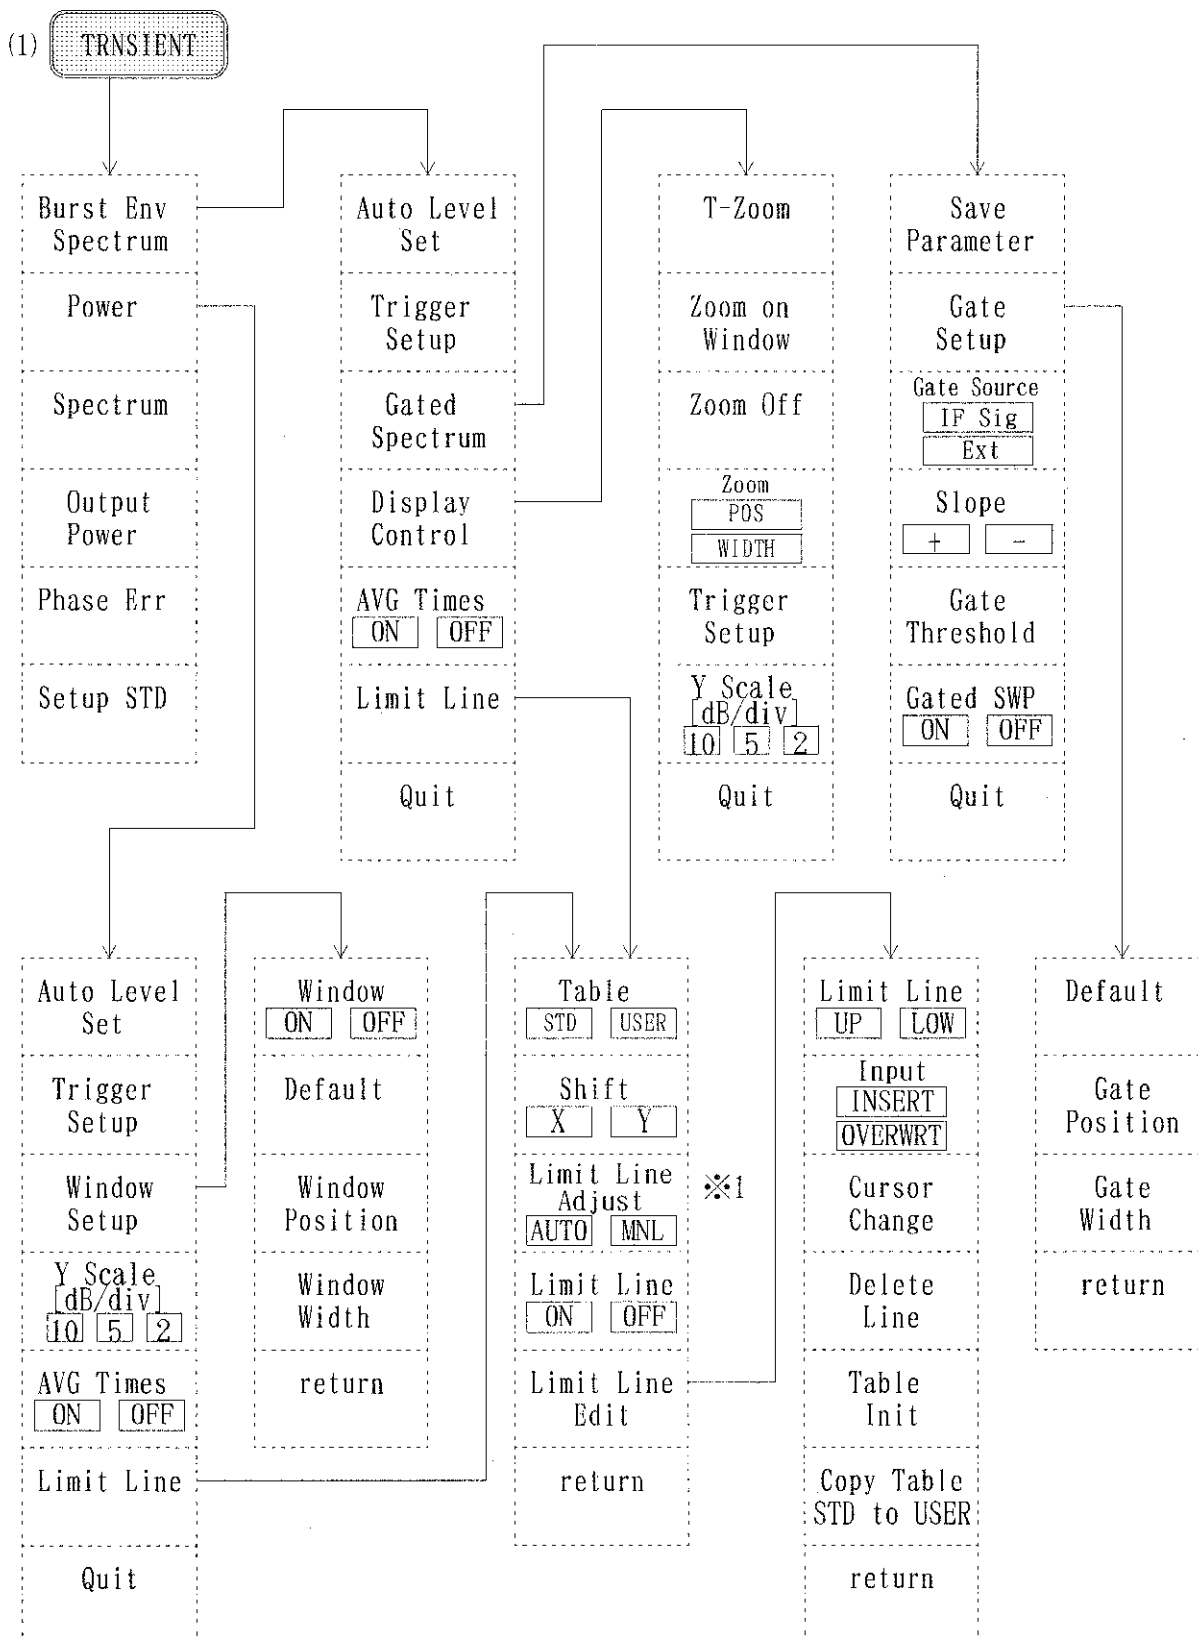 (1) TRNSIENT
Burst Env
Spectrum
Power
Spectrum
Output
Power
Phase Err
Setup STD
Auto Level
Set
Trigger
Setup
Gated
Spectrum
Display
Control
AVG Times
ON OFF
Limit Line
Quit
T-Zoom
Zoom on
Window
Zoom Off
Zoom
POS
WIDTH
Trigger
Setup
Y Scale
[dB/div]
10 5 2
Quit
Save
Parameter
Gate
Setup
Gate Source
IF Sig
Ext
Slope
+ -
Gate
Threshold
Gated SWP
ON OFF
Quit
Auto Level
Set
Trigger
Setup
Window
Setup
Y Scale
[dB/div]
10 5 2
AVG Times
ON OFF
Limit Line
Quit
Window
ON OFF
Default
Window
Position
Window
Width
return
Table
STD USER
Shift
X Y
Limit Line
Adjust
AUTO MNL
※1
Limit Line
ON OFF
Limit Line
Edit
return
Limit Line
UP LOW
Input
INSERT
OVERWRT
Cursor
Change
Delete
Line
Table
Init
Copy Table
STD to USER
return
Default
Gate
Position
Gate
Width
return